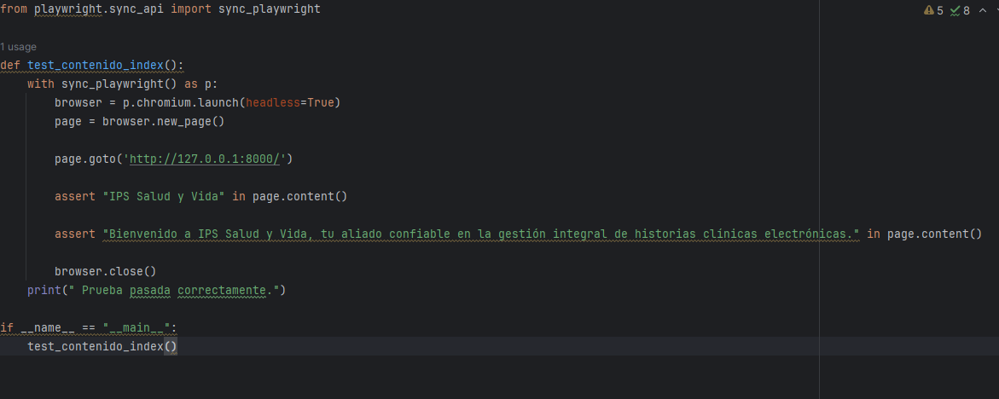 from playwright.sync_api import sync_playwright
5 8
1 usage
def test_contenido_index():
with sync_playwright() as p:
browser = p.chromium.launch(headless=True)
page = browser.new_page()
page.goto('http://127.0.0.1:8000/')
assert "IPS Salud y Vida" in page.content()
assert "Bienvenido a IPS Salud y Vida, tu aliado confiable en la gestión integral de historias clínicas electrónicas." in page.content()
browser.close()
print(" Prueba pasada correctamente.")
if __name__ == "__main__":
test_contenido_index()